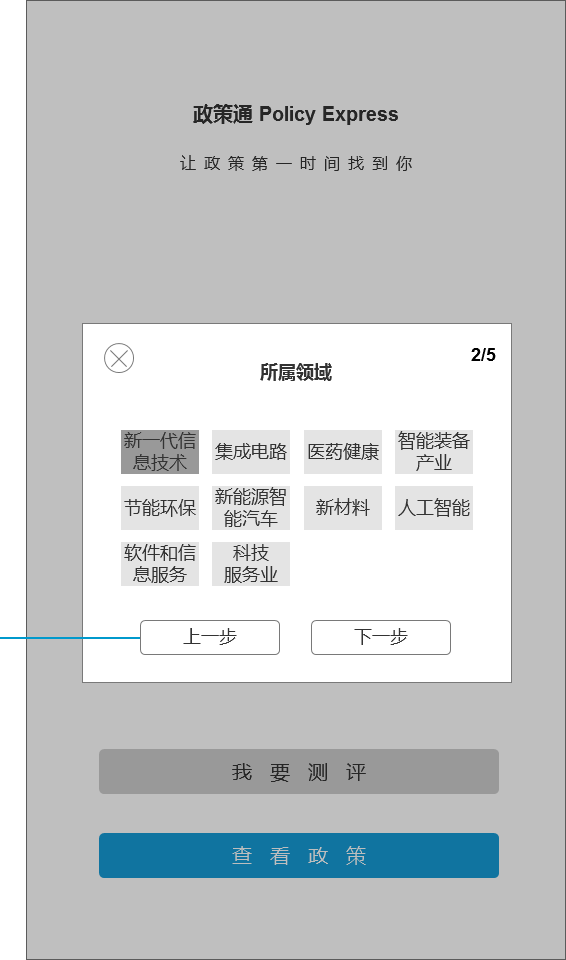 政策通 Policy Express
让政策第一时间找到你
2/5
所属领域
新一代信
息技术
集成电路
医药健康
智能装备
产业
节能环保
新能源智
能汽车
新材料
人工智能
软件和信
息服务
科技
服务业
上一步
下一步
我要测评
查看政策